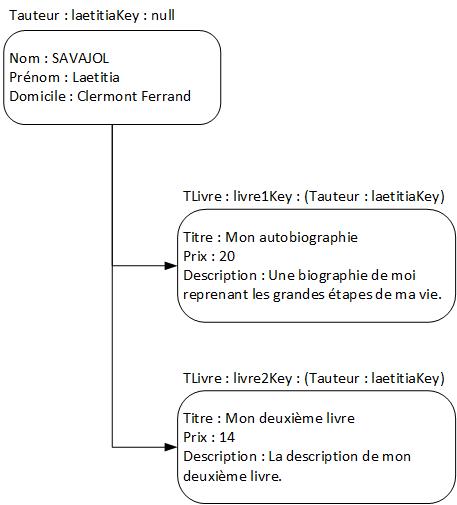 Tauteur : laetitiaKey : null
Nom : SAVAJOL
Prénom : Laetitia
Domicile : Clermont Ferrand
TLivre : livre1Key : (Tauteur : laetitiaKey)
Titre : Mon autobiographie
Prix : 20
Description : Une biographie de moi
reprenant les grandes étapes de ma vie.
TLivre : livre2Key : (Tauteur : laetitiaKey)
Titre : Mon deuxième livre
Prix : 14
Description : La description de mon
deuxième livre.